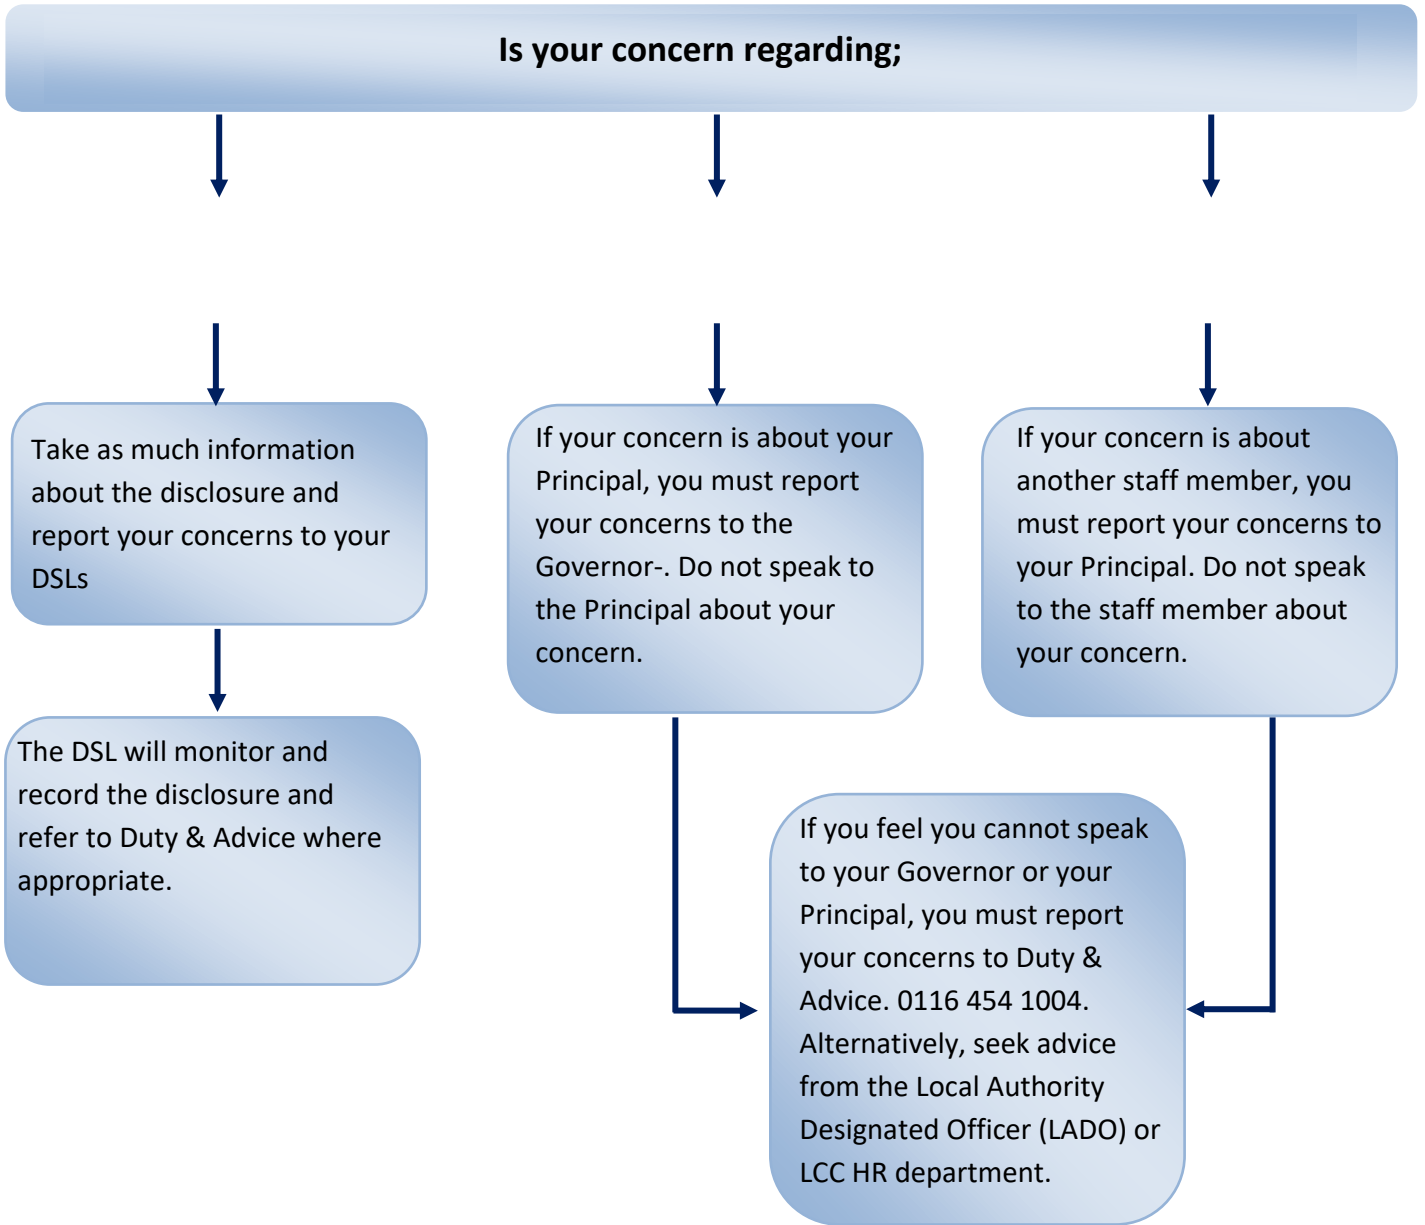 Is your concern regarding;
Take as much information
about the disclosure and
report your concerns to your
DSLs
The DSL will monitor and
record the disclosure and
refer to Duty & Advice where
appropriate.
If your concern is about your
Principal, you must report
your concerns to the
Governor-. Do not speak to
the Principal about your
concern.
If your concern is about
another staff member, you
must report your concerns to
your Principal. Do not speak
to the staff member about
your concern.
If you feel you cannot speak
to your Governor or your
Principal, you must report
your concerns to Duty &
Advice. 0116 454 1004.
Alternatively, seek advice
from the Local Authority
Designated Officer (LADO) or
LCC HR department.